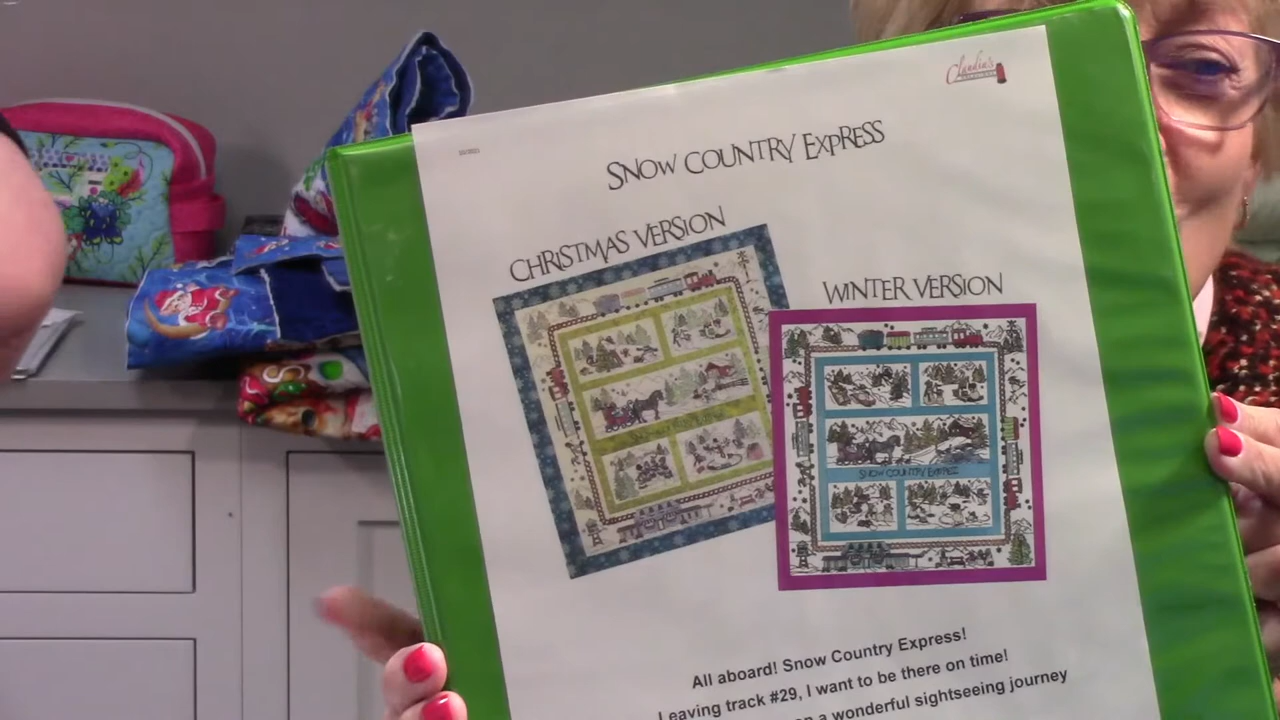 Claudia's
SNOW COUNTRY EXPRESS
CHRISTMAS VERSION
WINTER VERSION
SNOW COUNTRY EXPRESS
All aboard! Snow Country Express!
Leaving track #29, I want to be there on time!
a wonderful sightseeing journey